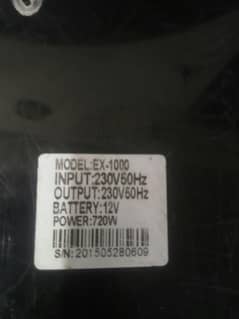 MODEL:EX-1000
INPUT:230V50Hz
OUTPUT:230V50Hz
BATTERY:12V
POWER:720W
S/N:201505280609